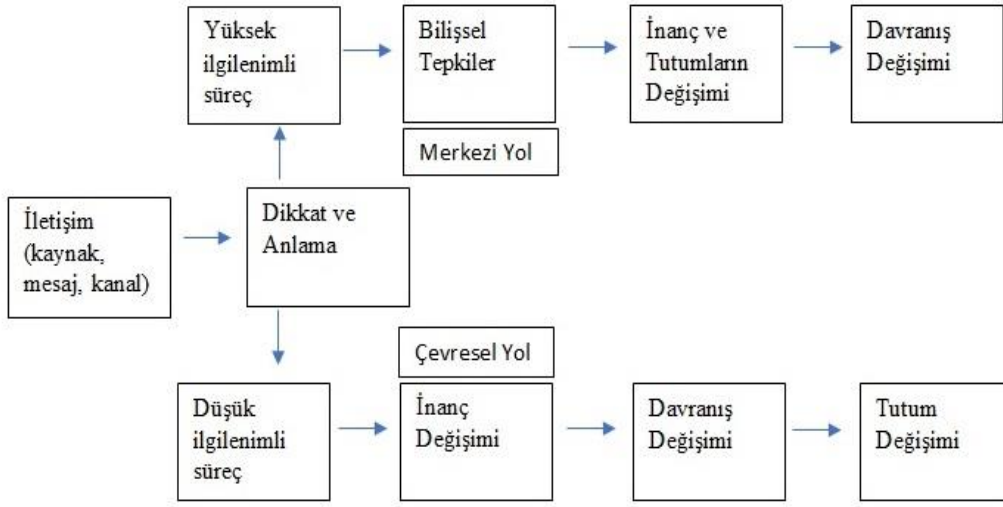 Yüksek
ilgilenimli
süreç
Bilişsel
Tepkiler
İnanç ve
Tutumların
Değişimi
Davranış
Değişimi
Merkezi Yol
İletişim
(kaynak,
mesaj, kanal)
Dikkat ve
Anlama
Çevresel Yol
Düşük
ilgilenimli
süreç
İnanç
Değişimi
Davranış
Değişimi
Tutum
Değişimi